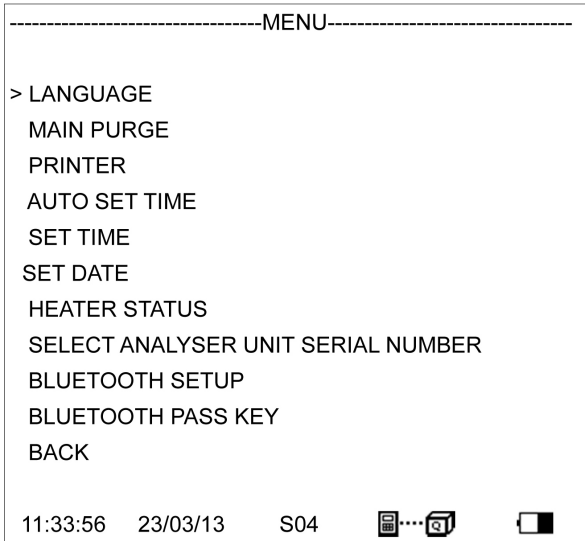 ----------------------------------MENU---------------------------------
> LANGUAGE
MAIN PURGE
PRINTER
AUTO SET TIME
SET TIME
SET DATE
HEATER STATUS
SELECT ANALYSER UNIT SERIAL NUMBER
BLUETOOTH SETUP
BLUETOOTH PASS KEY
BACK
11:33:56 23/03/13 S04 Q